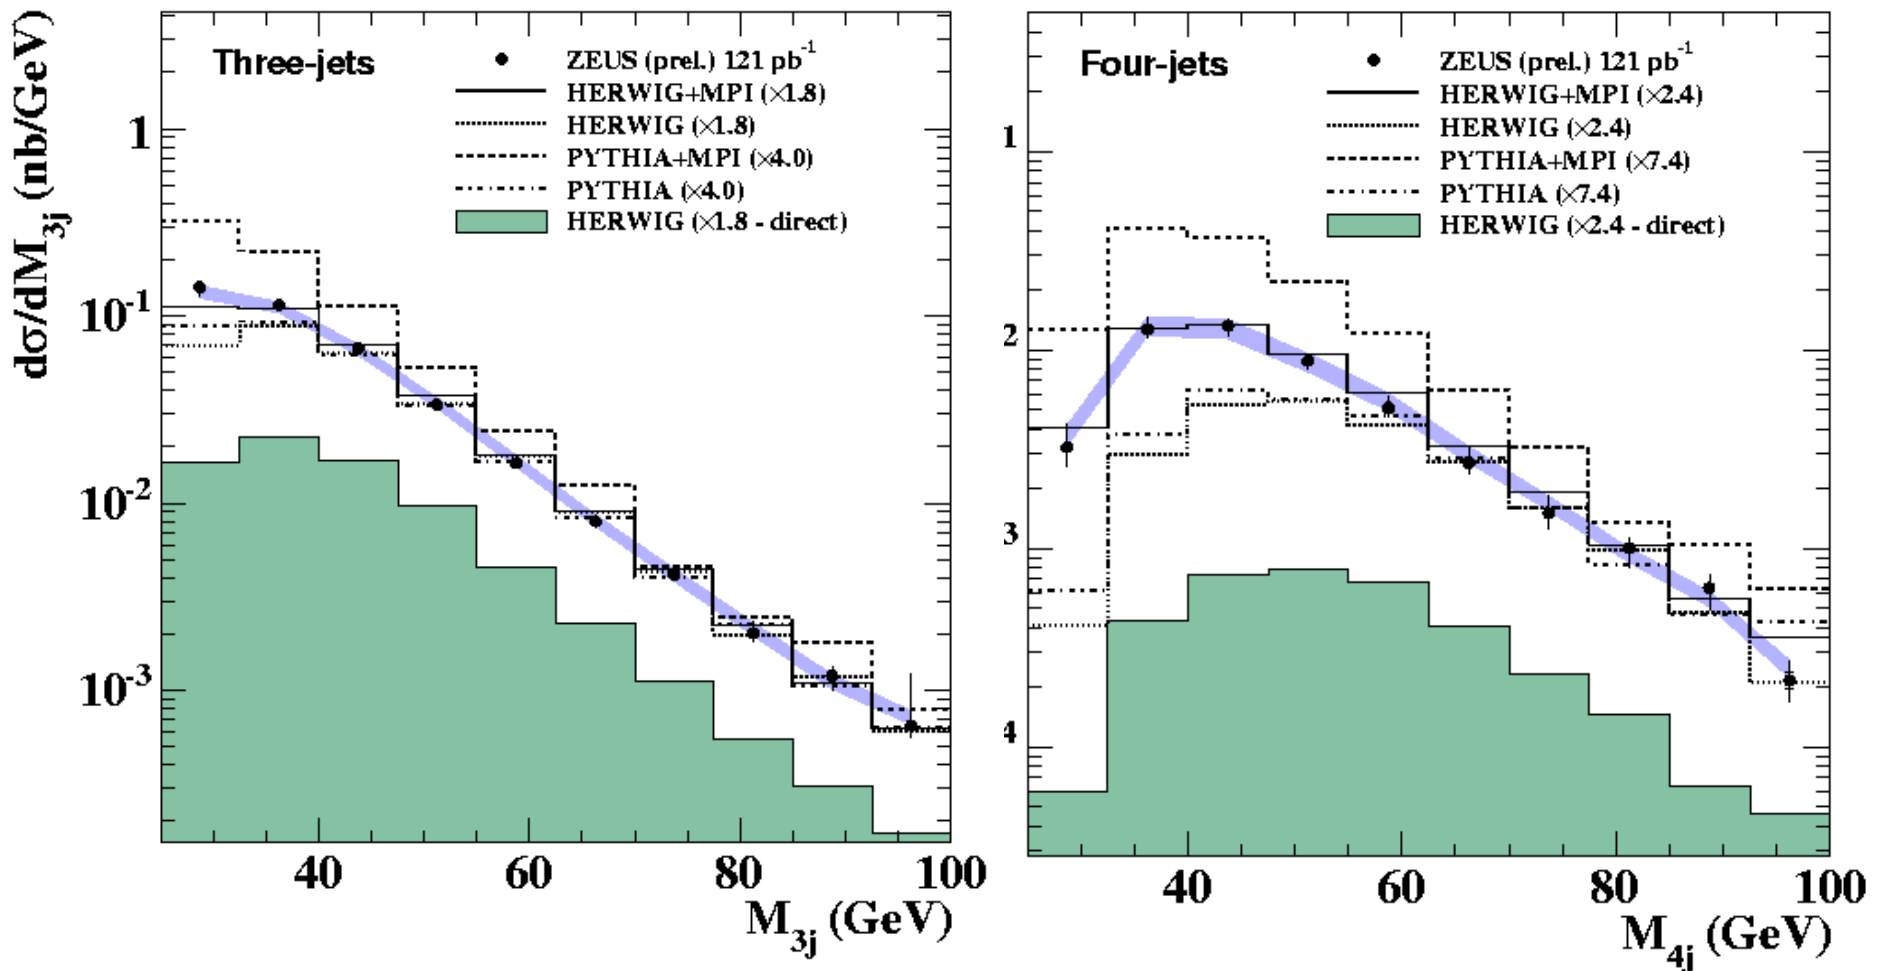 Three-jets
ZEUS (prel.) 121 pb⁻¹
HERWIG+MPI (×1.8)
HERWIG (×1.8)
PYTHIA+MPI (×4.0)
PYTHIA (×4.0)
HERWIG (×1.8 - direct)
dσ/dM₃ⱼ (nb/GeV)
1
10⁻¹
10⁻²
10⁻³
40 60 80 100
M₃ⱼ (GeV)
Four-jets
ZEUS (prel.) 121 pb⁻¹
HERWIG+MPI (×2.4)
HERWIG (×2.4)
PYTHIA+MPI (×7.4)
PYTHIA (×7.4)
HERWIG (×2.4 - direct)
1
2
3
4
40 60 80 100
M₄ⱼ (GeV)